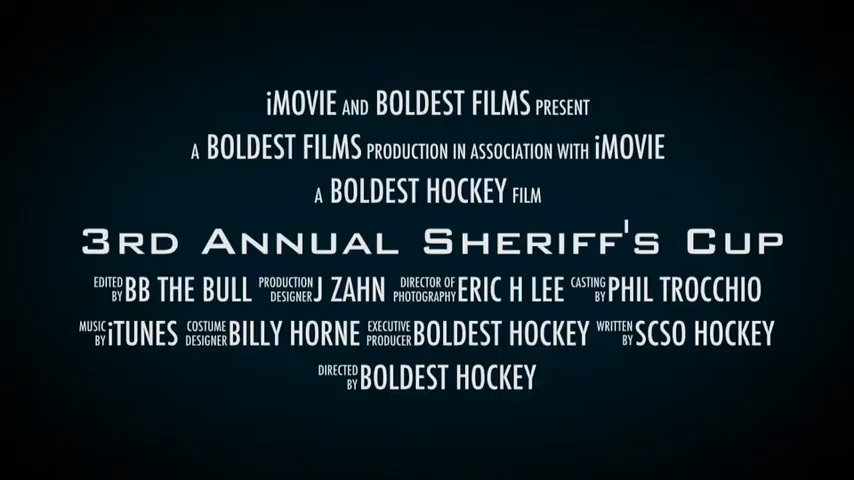 iMOVIE AND BOLDEST FILMS PRESENT
A BOLDEST FILMS PRODUCTION IN ASSOCIATION WITH iMOVIE
A BOLDEST HOCKEY FILM
3RD ANNUAL SHERIFF'S CUP
EDITED BY BB THE BULL PRODUCTION DESIGNER J ZAHN DIRECTOR OF PHOTOGRAPHY ERIC H LEE CASTING BY PHIL TROCCHIO
MUSIC BY iTUNES COSTUME DESIGNER BILLY HORNE EXECUTIVE PRODUCER BOLDEST HOCKEY WRITTEN BY SCSO HOCKEY
DIRECTED BY BOLDEST HOCKEY